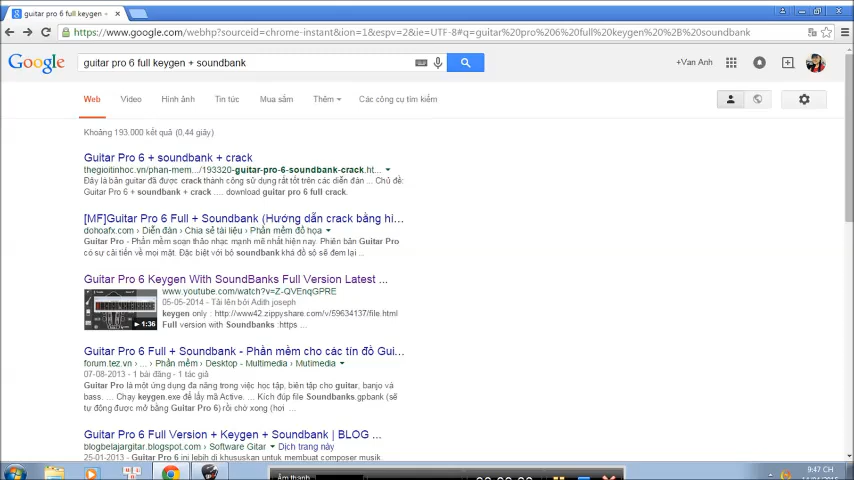 guitar pro 6 full keygen +
https://www.google.com/webhp?sourceid=chrome-instant&ion=1&espv=2&ie=UTF-8#q=guitar%20pro%206%20full%20keygen%20%2B%20soundbank
Google
guitar pro 6 full keygen + soundbank
+Van Anh
Web Video Hình ảnh Tin tức Mua sắm Thêm Các công cụ tìm kiếm
Khoảng 193.000 kết quả (0,44 giây)
Guitar Pro 6 + soundbank + crack
thegioitinhoc.vn/phan-mem.../193320-guitar-pro-6-soundbank-crack.ht...
Đây là bản guitar đã được crack thành công sử dụng rất tốt trên các diễn đàn ... Chủ đề:
Guitar Pro 6 + soundbank + crack .... download guitar pro 6 full crack.
[MF]Guitar Pro 6 Full + Soundbank (Hướng dẫn crack bằng hì...
dohoafx.com › Diễn đàn › Chia sẻ tài liệu › Phần mềm đồ họa
Guitar Pro - Phần mềm soạn thảo nhạc mạnh mẽ nhất hiện nay. Phiên bản Guitar Pro
có sự cải tiến về mọi mặt. Đặc biệt với bộ soundbank khá đồ sộ sẽ đem lại ...
Guitar Pro 6 Keygen With SoundBanks Full Version Latest ...
www.youtube.com/watch?v=Z-QVEnqGPRE
05-05-2014 - Tải lên bởi Adith joseph
keygen only : http://www42.zippyshare.com/v/59634137/file.html
Full version with Soundbanks :https ...
1:36
Guitar Pro 6 Full + Soundbank - Phần mềm cho các tín đồ Gui...
forum.tez.vn › ... › Phần mềm › Desktop - Multimedia › Mutimedia
07-08-2013 - 1 bài đăng - 1 tác giả
Guitar Pro là một ứng dụng đa năng trong việc học tập, biên tập cho guitar, banjo và
bass. ... Chạy keygen.exe để lấy mã Active. ... Kích đúp file Soundbanks.gpbank (sẽ
tự động được mở bằng Guitar Pro 6) rồi chờ xong (hơi ...
Guitar Pro 6 Full Version + Keygen + Soundbank | BLOG ...
blogbelajargitar.blogspot.com › Software Gitar Dịch trang này
25-01-2013 - Guitar Pro 6 ini lebih di khususkan untuk membuat composer musik
Âm thanh
9:47 CH